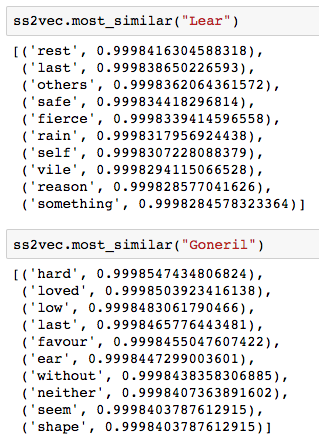 ss2vec.most_similar("Lear")
[('rest', 0.9998416304588318),
('last', 0.999838650226593),
('others', 0.9998362064361572),
('safe', 0.999834418296814),
('fierce', 0.9998339414596558),
('rain', 0.9998317956924438),
('self', 0.9998307228088379),
('vile', 0.9998294115066528),
('reason', 0.999828577041626),
('something', 0.9998284578323364)]
ss2vec.most_similar("Goneril")
[('hard', 0.9998547434806824),
('loved', 0.9998503923416138),
('low', 0.9998483061790466),
('last', 0.9998465776443481),
('favour', 0.9998455047607422),
('ear', 0.9998447299003601),
('without', 0.9998438358306885),
('neither', 0.9998407363891602),
('seem', 0.9998403787612915),
('shape', 0.9998403787612915)]